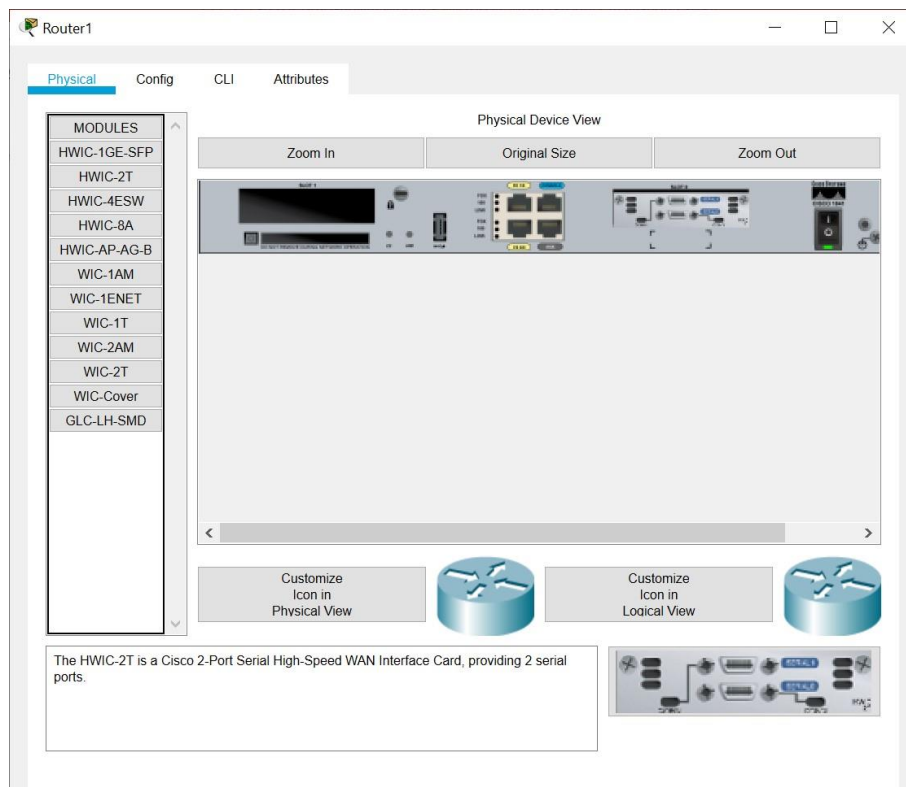 Router1
Physical Config CLI Attributes
MODULES
HWIC-1GE-SFP
HWIC-2T
HWIC-4ESW
HWIC-8A
HWIC-AP-AG-B
WIC-1AM
WIC-1ENET
WIC-1T
WIC-2AM
WIC-2T
WIC-Cover
GLC-LH-SMD
Physical Device View
Zoom In Original Size Zoom Out
Customize
Icon in
Physical View
Customize
Icon in
Logical View
The HWIC-2T is a Cisco 2-Port Serial High-Speed WAN Interface Card, providing 2 serial
ports.